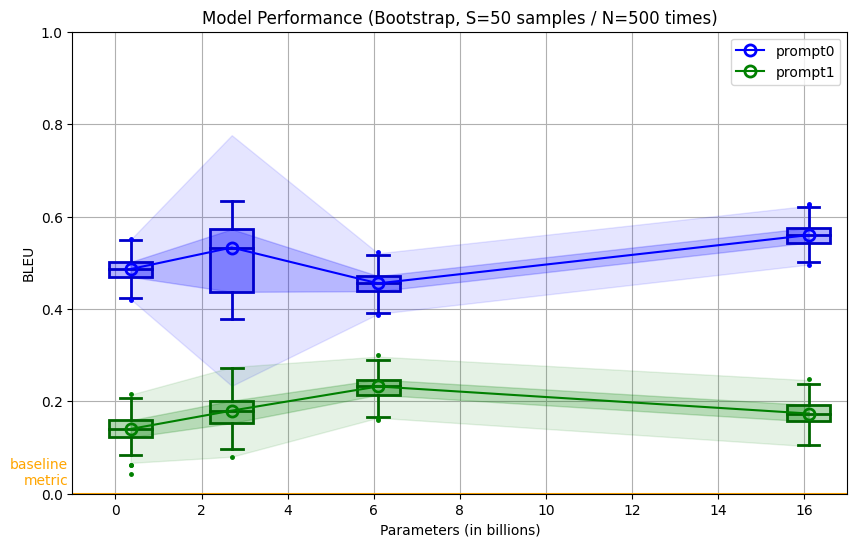 Model Performance (Bootstrap, S=50 samples / N=500 times)
prompt0
prompt1
BLEU
1.0
0.8
0.6
0.4
0.2
0.0
baseline
metric
0 2 4 6 8 10 12 14 16
Parameters (in billions)